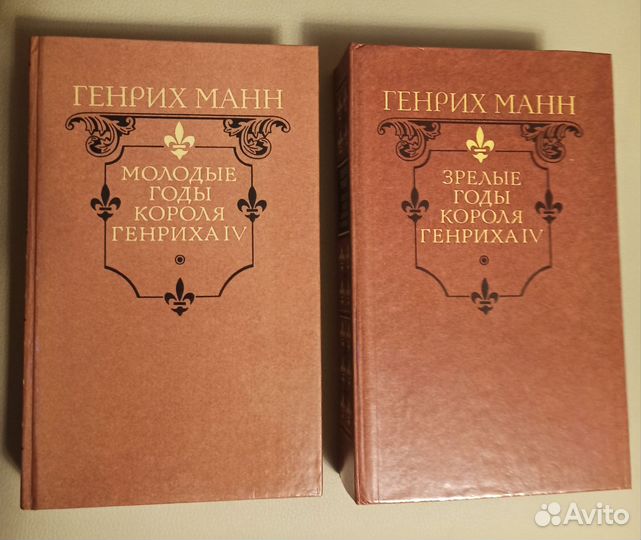 ГЕНРИХ МАНН
МОЛОДЫЕ
ГОДЫ
КОРОЛЯ
ГЕНРИХА IV
ГЕНРИХ МАНН
ЗРЕЛЫЕ
ГОДЫ
КОРОЛЯ
ГЕНРИХА IV
Avito